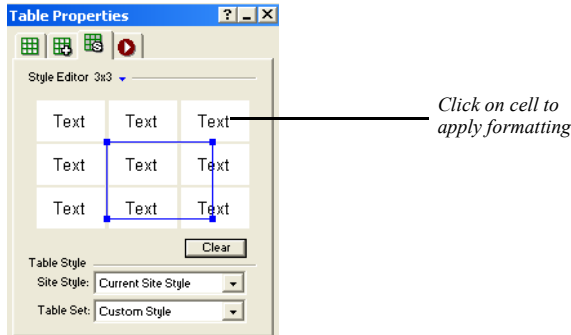 Table Properties
S
Style Editor 3x3
Text Text Text
Click on cell to
apply formatting
Text Text Text
Text Text Text
Clear
Table Style
Site Style: Current Site Style
Table Set: Custom Style